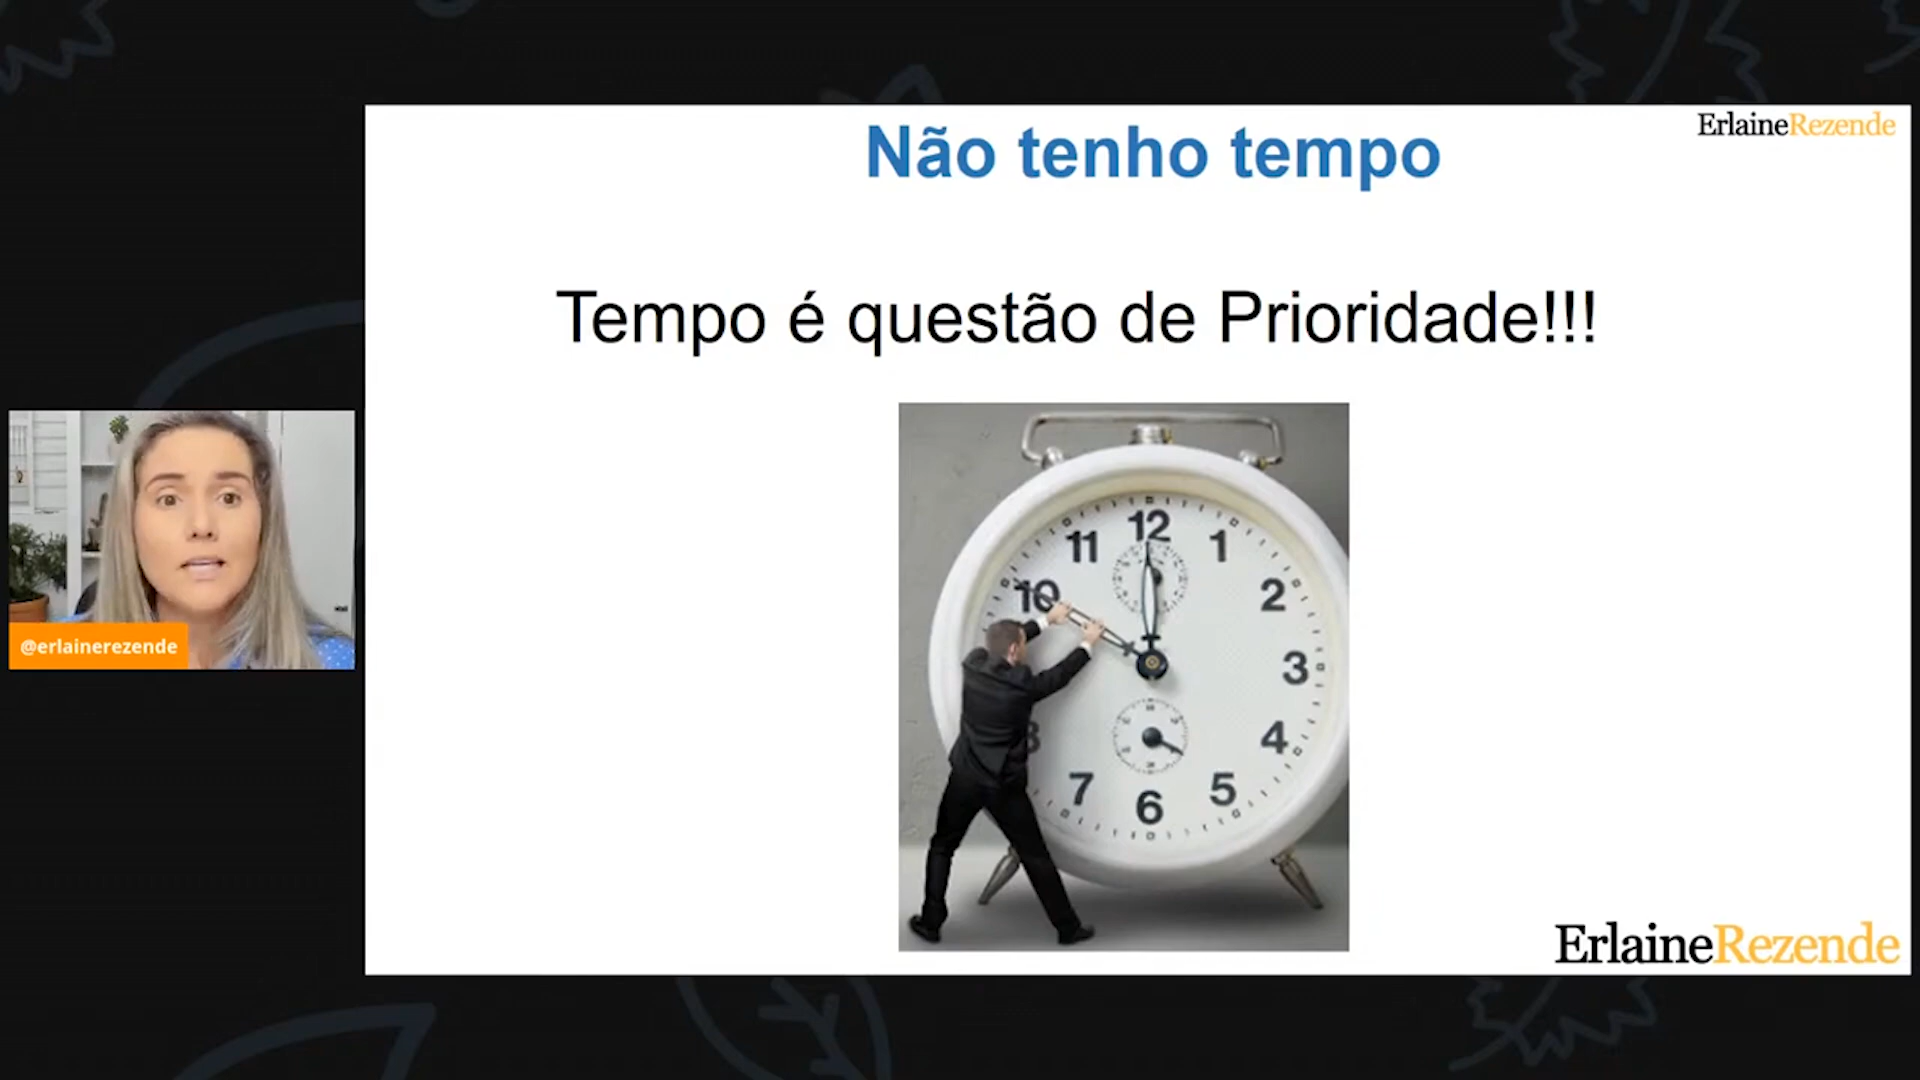 ErlaineRezende
Não tenho tempo
Tempo é questão de Prioridade!!!
@erlainerezende
12
11
1
10
2
3
8
4
7
5
6
ErlaineRezende